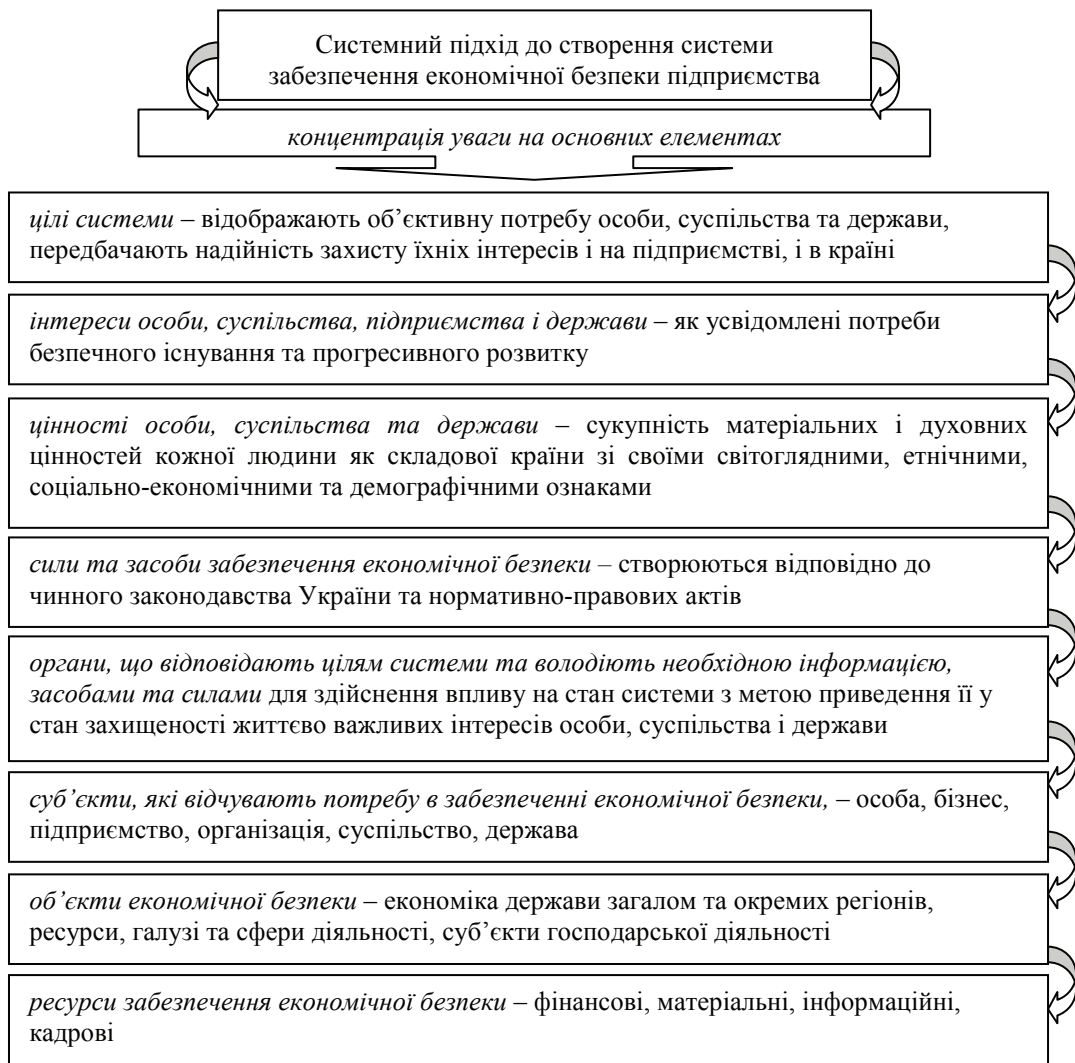 Системний підхід до створення системи
забезпечення економічної безпеки підприємства
концентрація уваги на основних елементах
цілі системи – відображають об’єктивну потребу особи, суспільства та держави,
передбачають надійність захисту їхніх інтересів і на підприємстві, і в країні
інтереси особи, суспільства, підприємства і держави – як усвідомлені потреби
безпечного існування та прогресивного розвитку
цінності особи, суспільства та держави – сукупність матеріальних і духовних
цінностей кожної людини як складової країни зі своїми світоглядними, етнічними,
соціально-економічними та демографічними ознаками
сили та засоби забезпечення економічної безпеки – створюються відповідно до
чинного законодавства України та нормативно-правових актів
органи, що відповідають цілям системи та володіють необхідною інформацією,
засобами та силами для здійснення впливу на стан системи з метою приведення її у
стан захищеності життєво важливих інтересів особи, суспільства і держави
суб’єкти, які відчувають потребу в забезпеченні економічної безпеки, – особа, бізнес,
підприємство, організація, суспільство, держава
об’єкти економічної безпеки – економіка держави загалом та окремих регіонів,
ресурси, галузі та сфери діяльності, суб’єкти господарської діяльності
ресурси забезпечення економічної безпеки – фінансові, матеріальні, інформаційні,
кадрові